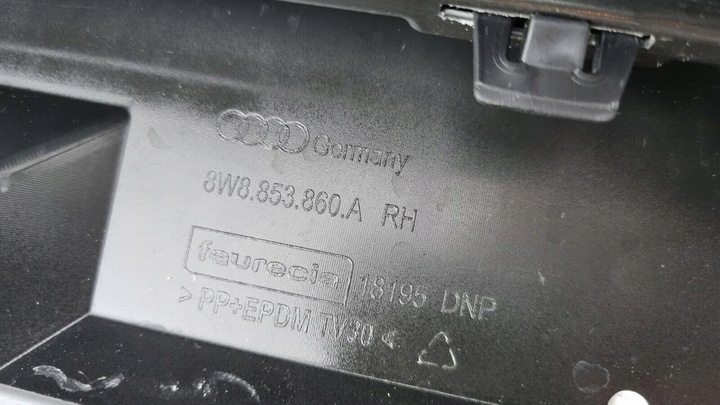 Germany
8W8.853.860.A RH
faurecia 18195 DNP
>PP+EPDM TV30<